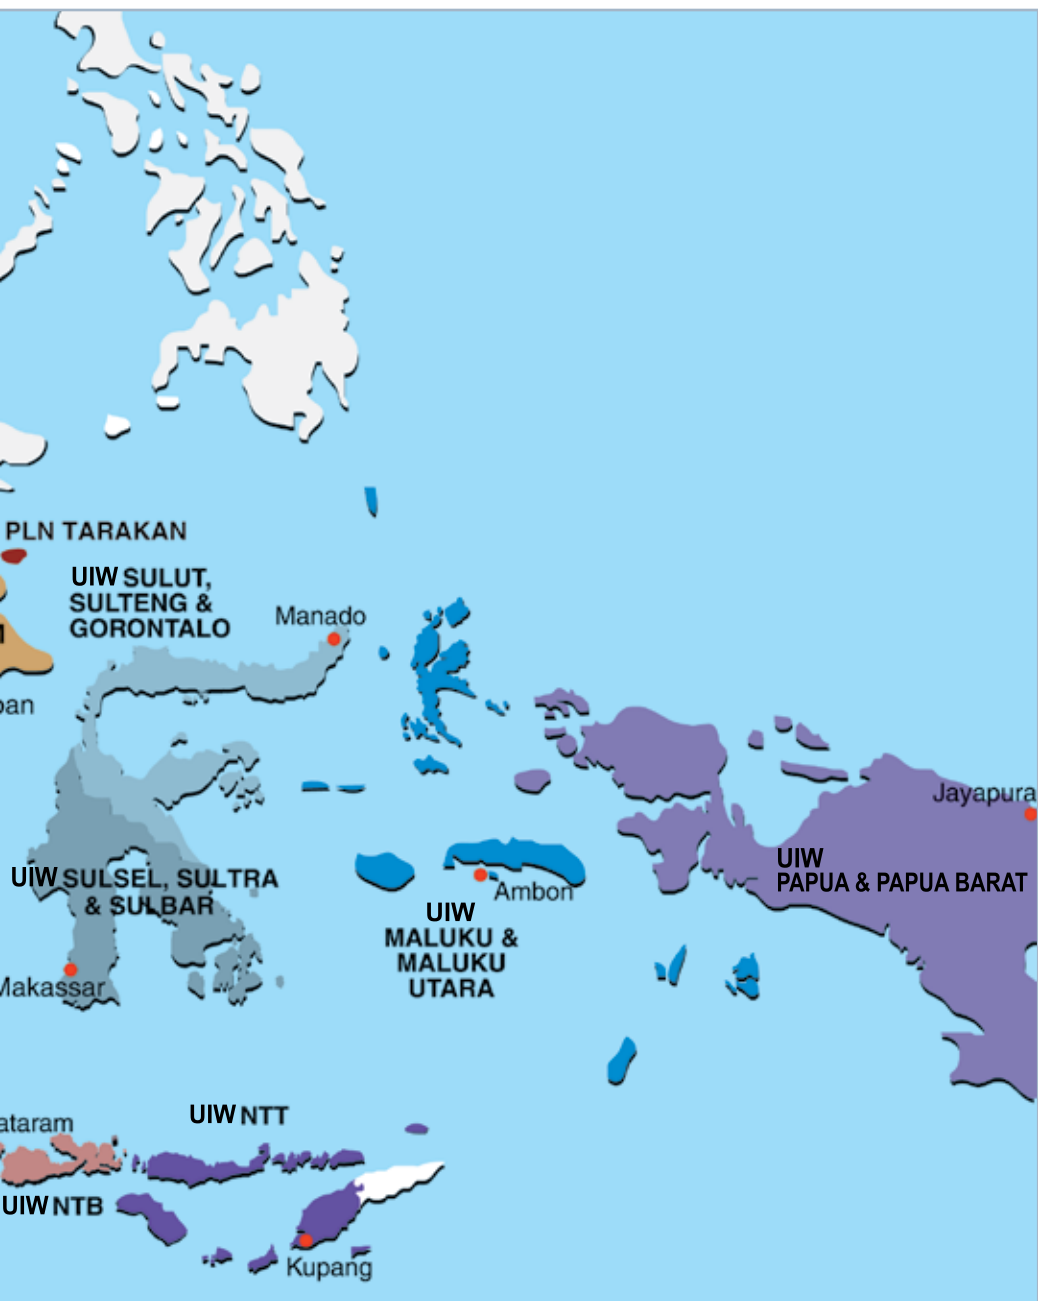 PLN TARAKAN
UIW SULUT,
SULTENG &
GORONTALO
Manado
pan
Jayapura
UIW
PAPUA & PAPUA BARAT
UIW SULSEL, SULTRA
& SULBAR
Ambon
UIW
MALUKU &
MALUKU
UTARA
Makassar
UIW NTT
ataram
UIW NTB
Kupang